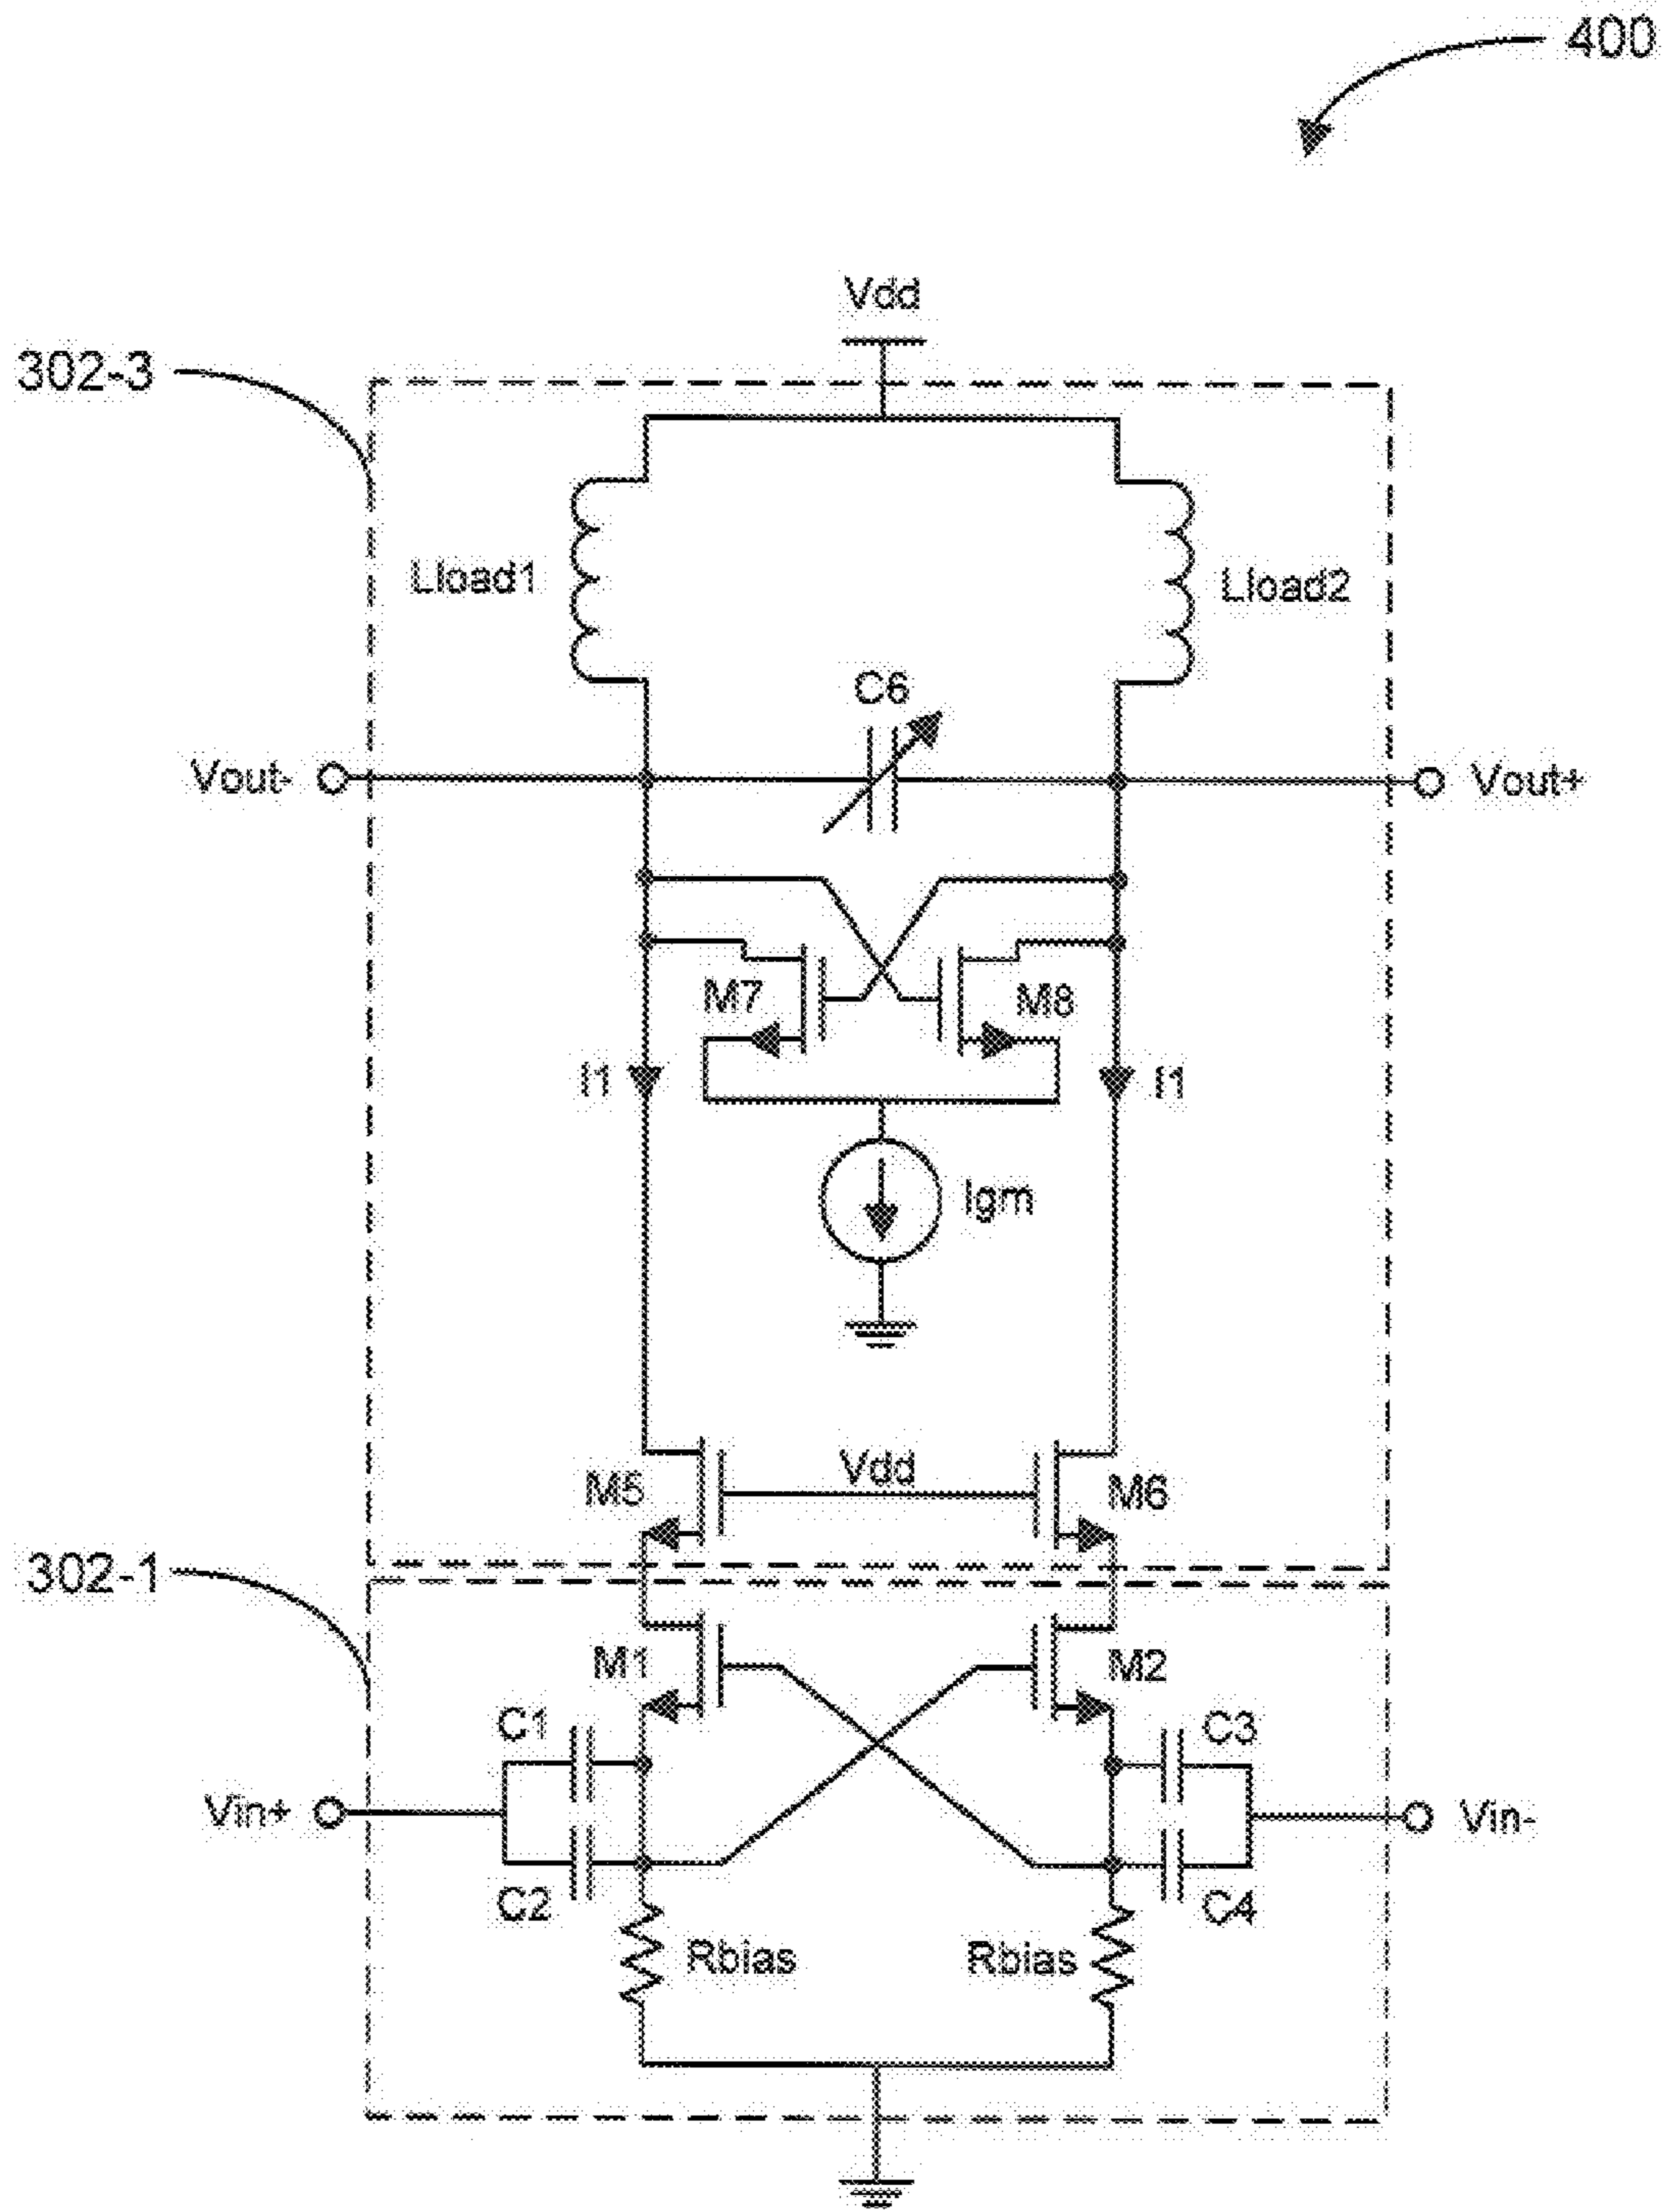 400
Vdd
302-3
Lload1
Lload2
C6
Vout-
Vout+
M7
M8
I1
I1
Igm
Vdd
M5
M6
302-1
M1
M2
C1
C3
Vin+
Vin-
C2
C4
Rbias
Rbias